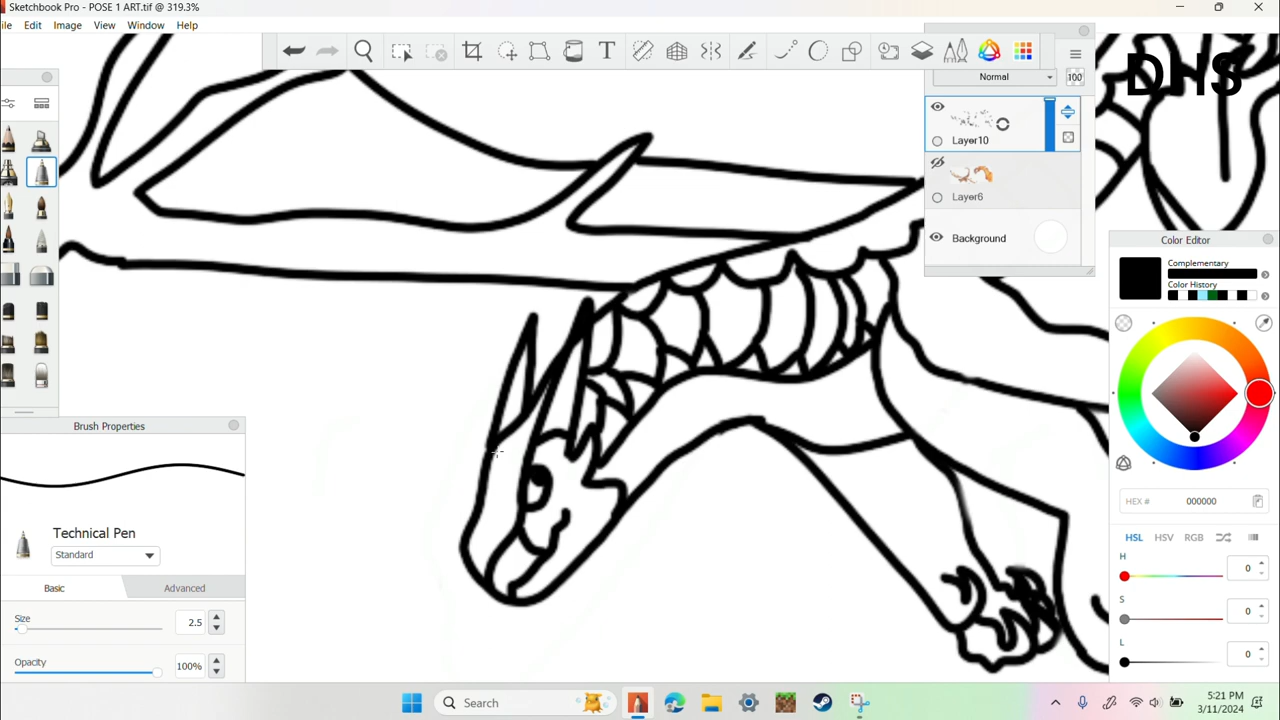 Sketchbook Pro - POSE 1 ART.tif @ 319.3%
ile Edit Image View Window Help
T
Normal 100
DHS
Layer10
Layer6
Background
Color Editor
Complementary
Color History
Brush Properties
Technical Pen
Standard
Basic Advanced
Size 2.5
Opacity 100%
HEX # 000000
HSL HSV RGB
H 0
S 0
L 0
Search
5:21 PM
3/11/2024